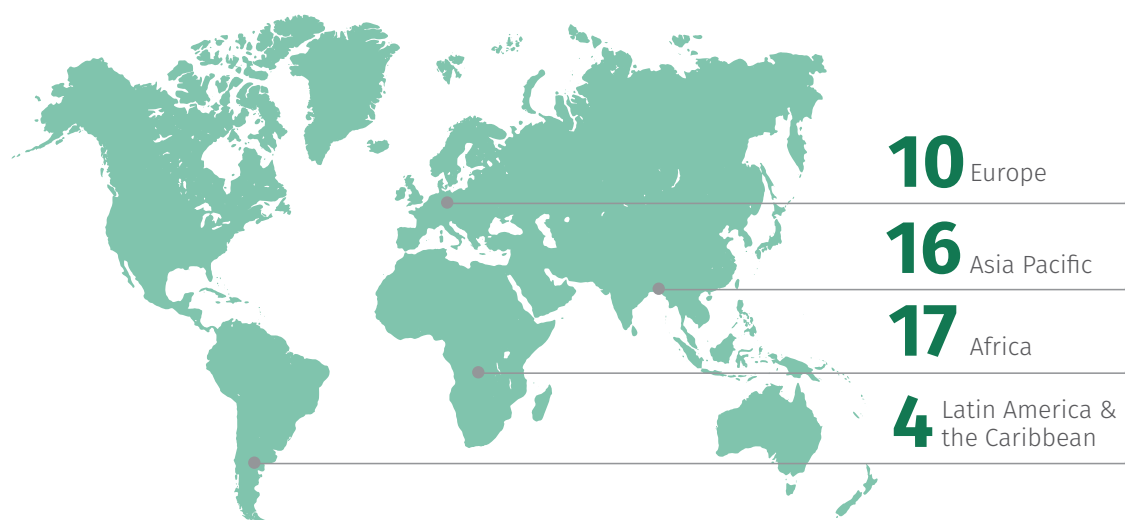 10 Europe
16 Asia Pacific
17 Africa
4 Latin America &
the Caribbean